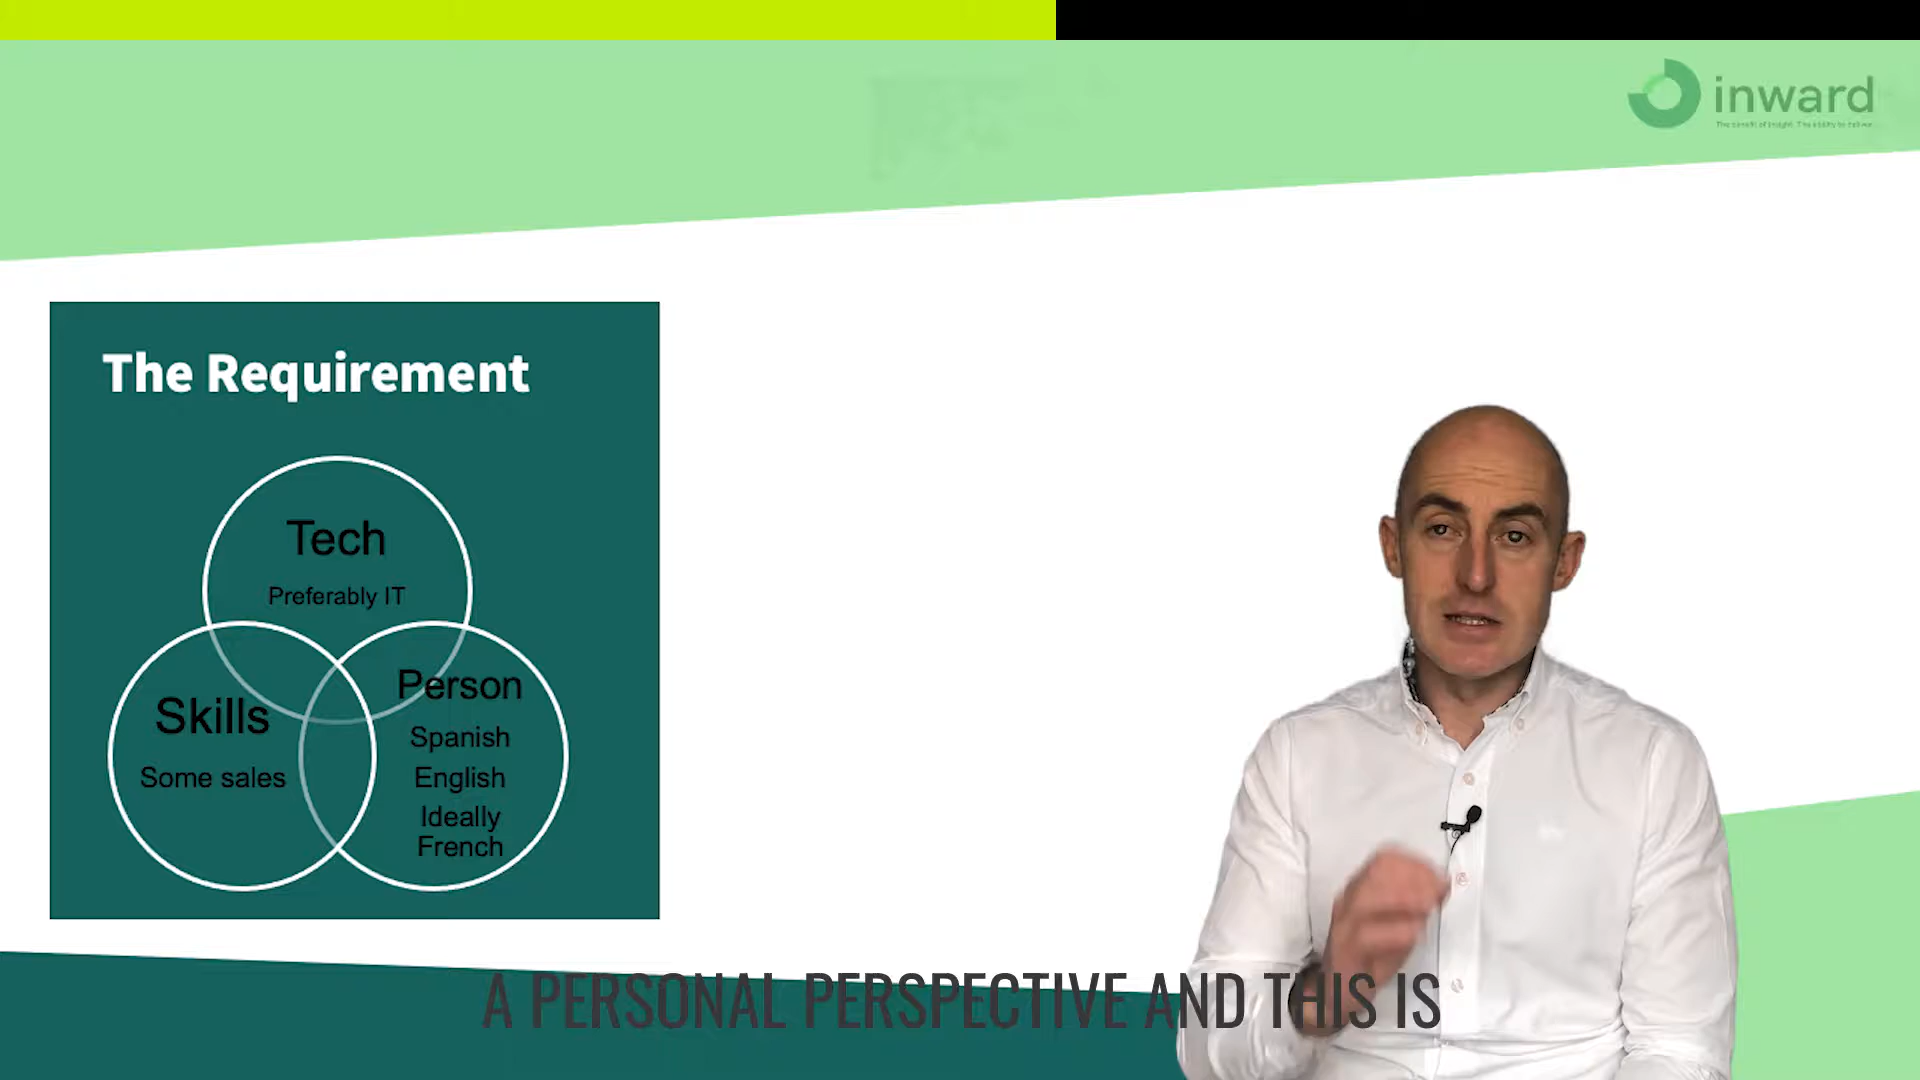 inward
The Requirement
Tech
Preferably IT
Skills
Some sales
Person
Spanish
English
Ideally
French
A PERSONAL PERSPECTIVE AND THIS IS